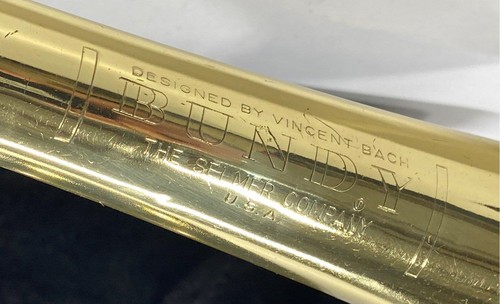 DESIGNED BY VINCENT BACH
BUNDY®
THE SELMER COMPANY
U.S.A.